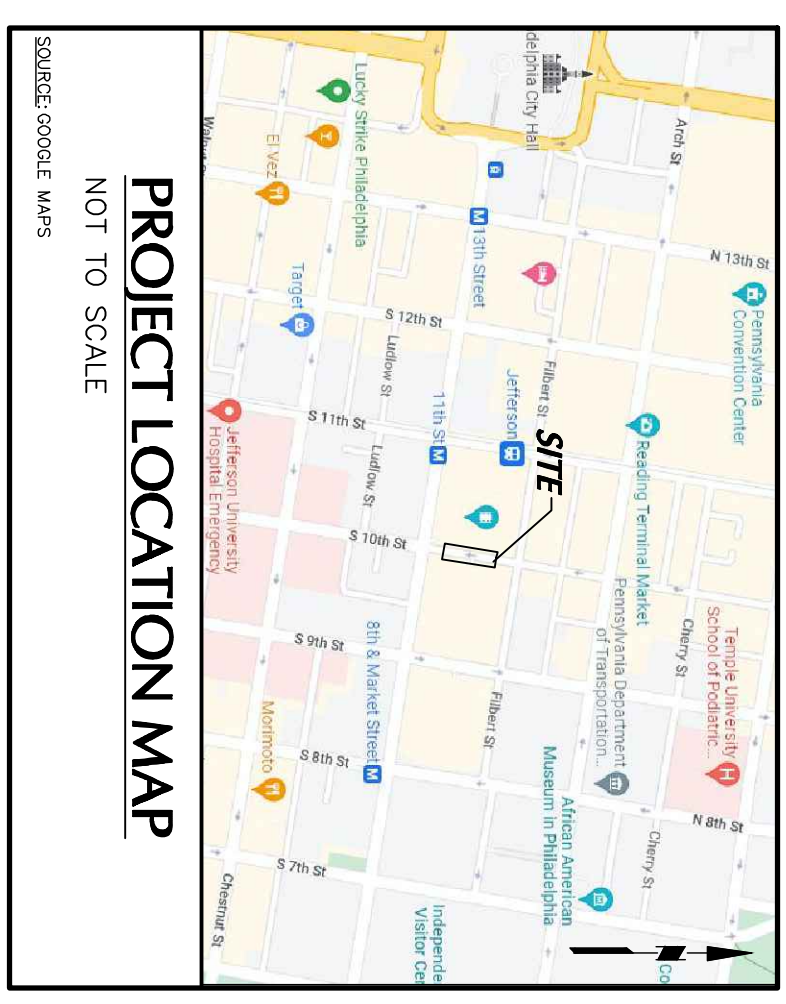 Arch St
N 13th St
Pennsylvania
Convention Center
delphia City Hall
Lucky Strike Philadelphia
El Vez
M 13th Street
Target
S 12th St
Ludlow St
Filbert St
Jefferson
11th St M
Reading Terminal Market
SITE
S 11th St
Ludlow St
Jefferson University
Hospital Emergency
S 10th St
Pennsylvania Department
of Transportation...
Cherry St
Temple University
School of Podiatric...
H
S 9th St
8th & Market Street M
Filbert St
Morimoto
S 8th St
African American
Museum in Philadelphia
N 8th St
Cherry St
S 7th St
Chestnut St
Independe
Visitor Cen
Co
PROJECT LOCATION MAP
NOT TO SCALE
SOURCE: GOOGLE MAPS